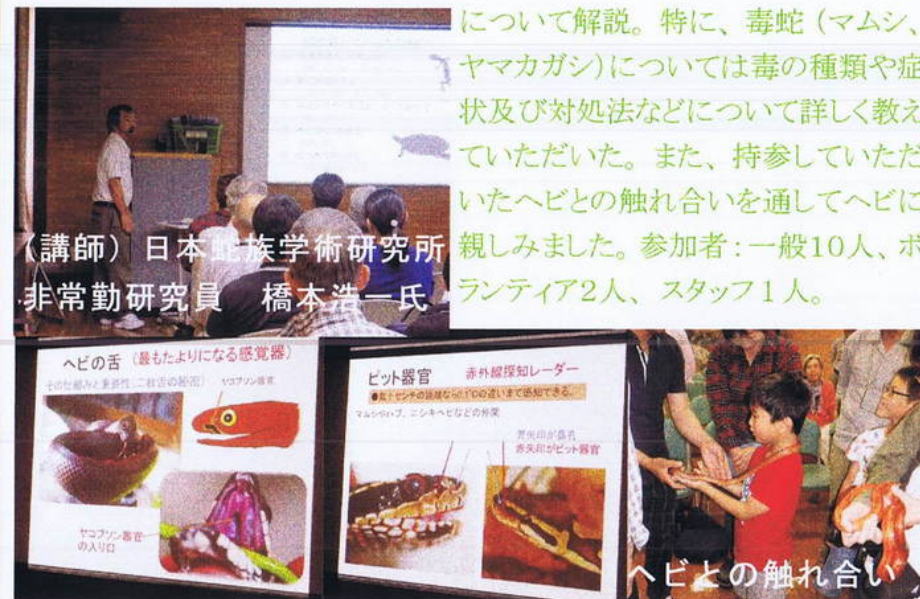 について解説。特に、毒蛇(マムシ、
ヤマカガシ)については毒の種類や症
状及び対処法などについて詳しく教え
ていただいた。また、持参していただ
いたヘビとの触れ合いを通してヘビに
親しみました。参加者:一般10人、ボ
ランティア2人、スタッフ1人。
(講師)日本蛇族学術研究所
非常勤研究員 橋本浩一氏
ヘビの舌(最もたよりになる感覚器)
ヤコブソン器官
ヤコブソン器官
の入り口
ピット器官 赤外線探知レーダー
マムシやハブ、ニシキヘビなどの仲間
青矢印が鼻孔
赤矢印がピット器官
ヘビとの触れ合い